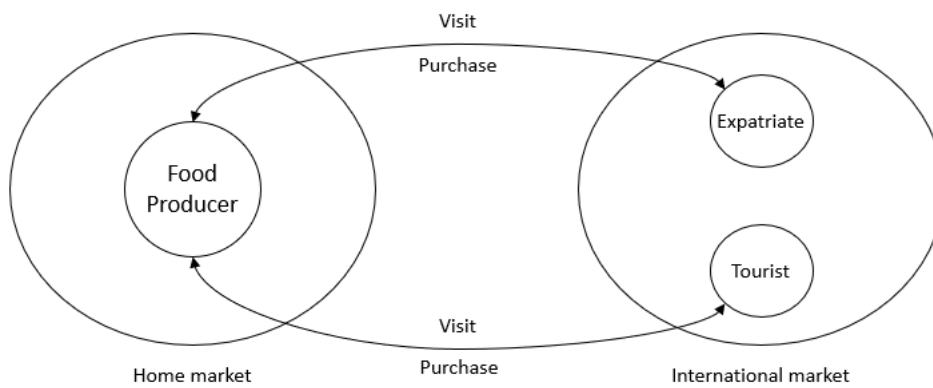 Visit
Purchase
Expatriate
Food
Producer
Tourist
Visit
Purchase
Home market
International market